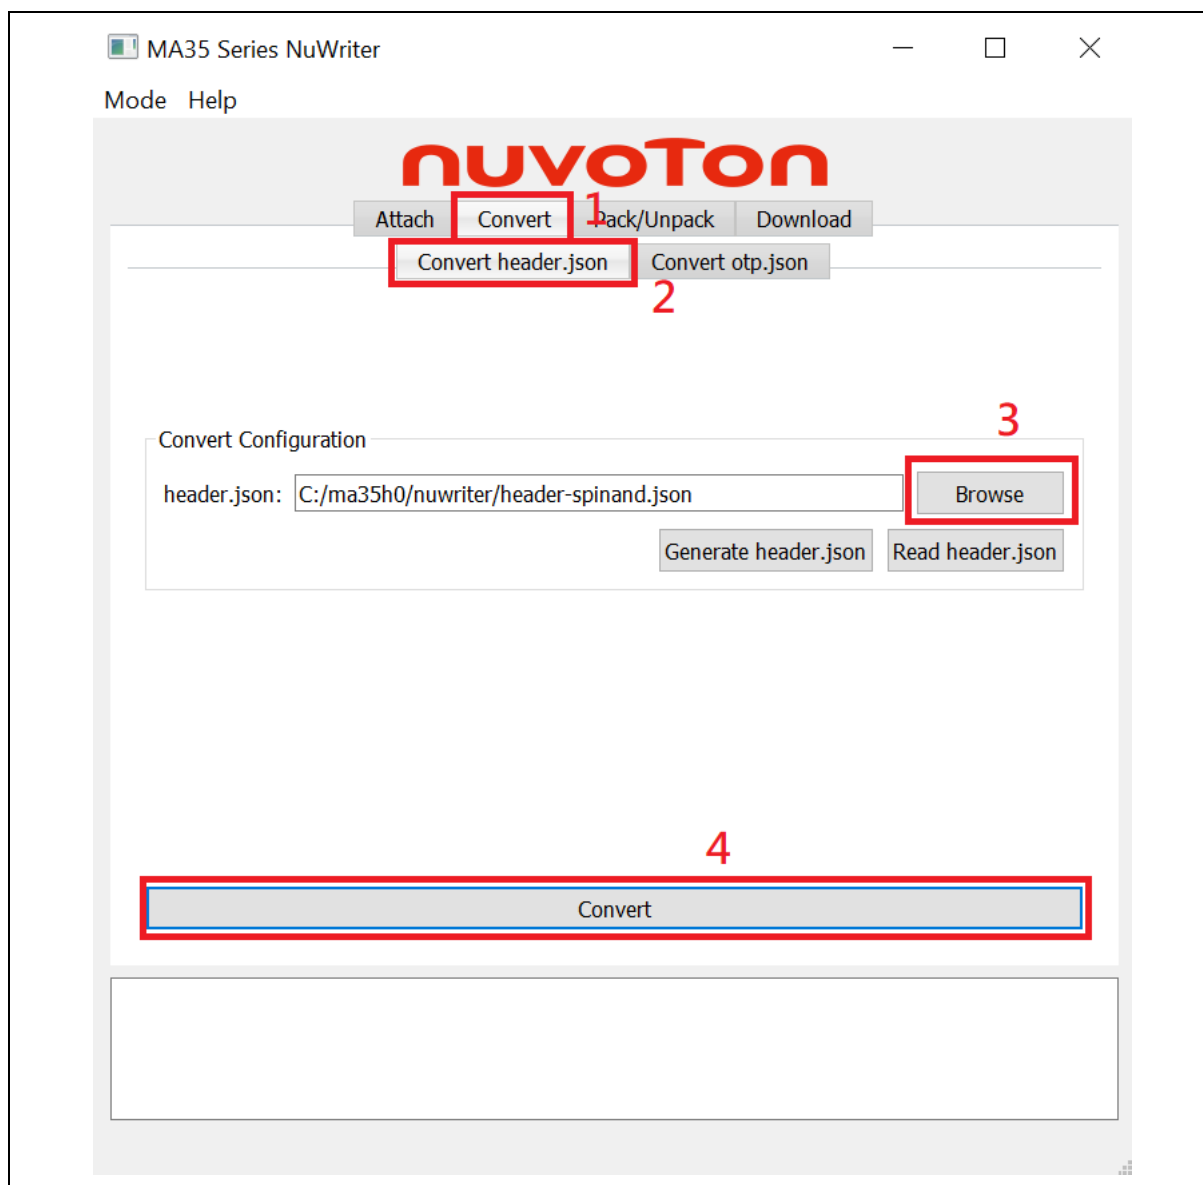 MA35 Series NuWriter
Mode Help
nuvoTon
Attach Convert 1 Pack/Unpack Download
Convert header.json Convert otp.json
2
3
Convert Configuration
header.json: C:/ma35h0/nuwriter/header-spinand.json Browse
Generate header.json Read header.json
4
Convert